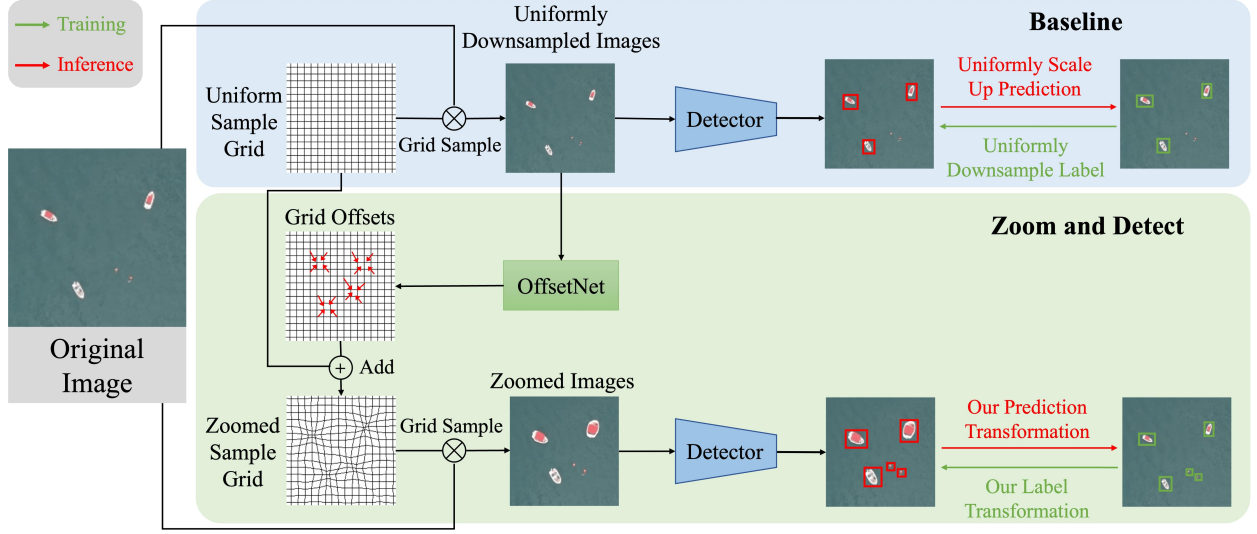 Training
Inference
Original
Image
Baseline
Uniformly
Downsampled Images
Uniform
Sample
Grid
Grid Sample
Detector
Uniformly Scale
Up Prediction
Uniformly
Downsample Label
Zoom and Detect
Grid Offsets
OffsetNet
+
Add
Zoomed
Sample
Grid
Grid Sample
Zoomed Images
Detector
Our Prediction
Transformation
Our Label
Transformation